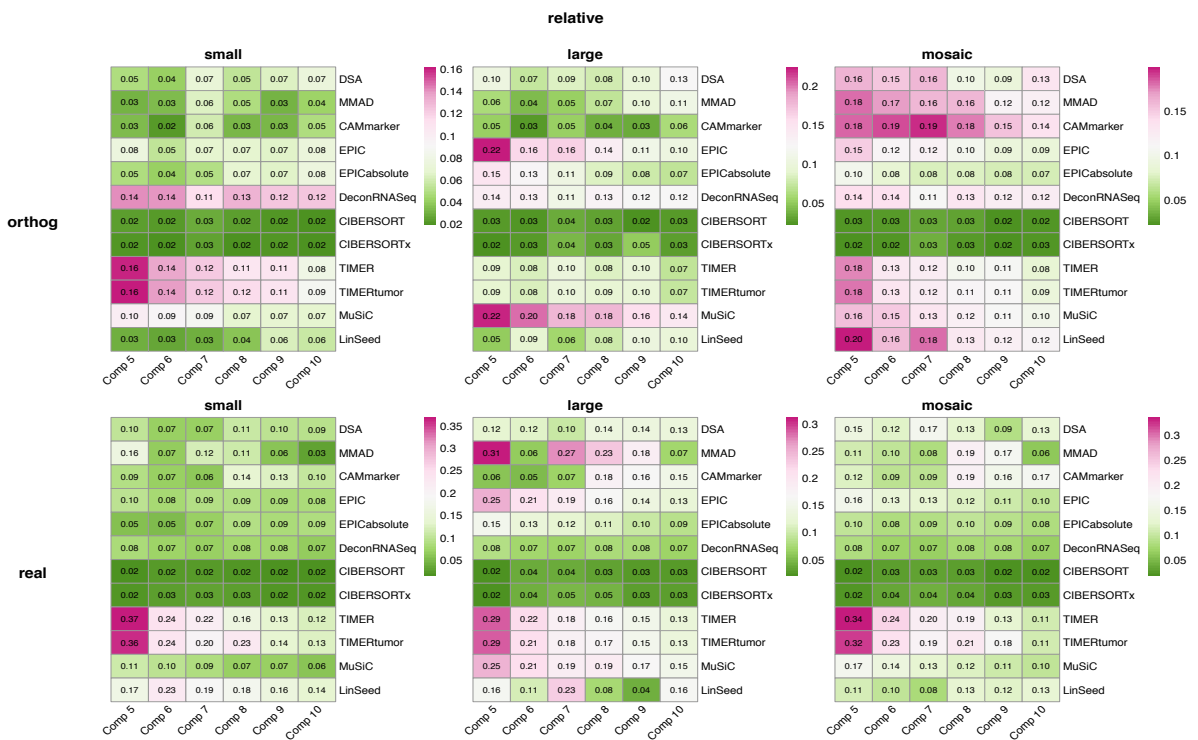 relative
small large mosaic
orthog
0.05 0.04 0.07 0.05 0.07 0.07 DSA
0.03 0.03 0.06 0.05 0.03 0.04 MMAD
0.03 0.02 0.06 0.03 0.03 0.05 CAMmarker
0.08 0.05 0.07 0.07 0.07 0.08 EPIC
0.05 0.04 0.05 0.07 0.07 0.08 EPICabsolute
0.14 0.14 0.11 0.13 0.12 0.12 DeconRNASeq
0.02 0.02 0.03 0.02 0.02 0.02 CIBERSORT
0.02 0.02 0.03 0.02 0.02 0.02 CIBERSORTx
0.16 0.14 0.12 0.11 0.11 0.08 TIMER
0.16 0.14 0.12 0.12 0.11 0.09 TIMERtumor
0.10 0.09 0.09 0.07 0.07 0.07 MuSiC
0.03 0.03 0.03 0.04 0.06 0.06 LinSeed
Comp 5 Comp 6 Comp 7 Comp 8 Comp 9 Comp 10
0.16
0.14
0.12
0.1
0.08
0.06
0.04
0.02
0.10 0.07 0.09 0.08 0.10 0.13 DSA
0.06 0.04 0.05 0.07 0.10 0.11 MMAD
0.05 0.03 0.05 0.04 0.03 0.06 CAMmarker
0.22 0.16 0.16 0.14 0.11 0.10 EPIC
0.15 0.13 0.11 0.09 0.08 0.07 EPICabsolute
0.14 0.13 0.11 0.13 0.12 0.12 DeconRNASeq
0.03 0.03 0.04 0.03 0.02 0.03 CIBERSORT
0.02 0.03 0.04 0.03 0.05 0.03 CIBERSORTx
0.09 0.08 0.10 0.08 0.10 0.07 TIMER
0.09 0.08 0.10 0.09 0.10 0.07 TIMERtumor
0.22 0.20 0.18 0.18 0.16 0.14 MuSiC
0.05 0.09 0.06 0.08 0.10 0.10 LinSeed
Comp 5 Comp 6 Comp 7 Comp 8 Comp 9 Comp 10
0.2
0.15
0.1
0.05
0.16 0.15 0.16 0.10 0.09 0.13 DSA
0.18 0.17 0.16 0.16 0.12 0.12 MMAD
0.18 0.19 0.19 0.18 0.15 0.14 CAMmarker
0.15 0.12 0.12 0.10 0.09 0.09 EPIC
0.10 0.08 0.08 0.08 0.08 0.07 EPICabsolute
0.14 0.14 0.11 0.13 0.12 0.12 DeconRNASeq
0.03 0.03 0.03 0.03 0.02 0.02 CIBERSORT
0.02 0.02 0.03 0.03 0.02 0.03 CIBERSORTx
0.18 0.13 0.12 0.10 0.11 0.08 TIMER
0.18 0.13 0.12 0.11 0.11 0.09 TIMERtumor
0.16 0.15 0.13 0.12 0.11 0.10 MuSiC
0.20 0.16 0.18 0.13 0.12 0.12 LinSeed
Comp 5 Comp 6 Comp 7 Comp 8 Comp 9 Comp 10
0.15
0.1
0.05
small large mosaic
real
0.10 0.07 0.07 0.11 0.10 0.09 DSA
0.16 0.07 0.12 0.11 0.06 0.03 MMAD
0.09 0.07 0.06 0.14 0.13 0.10 CAMmarker
0.10 0.08 0.09 0.09 0.09 0.08 EPIC
0.05 0.05 0.07 0.09 0.09 0.09 EPICabsolute
0.08 0.07 0.07 0.08 0.08 0.07 DeconRNASeq
0.02 0.02 0.02 0.02 0.02 0.02 CIBERSORT
0.02 0.03 0.03 0.03 0.02 0.02 CIBERSORTx
0.37 0.24 0.22 0.16 0.13 0.12 TIMER
0.36 0.24 0.20 0.23 0.14 0.13 TIMERtumor
0.11 0.10 0.09 0.07 0.07 0.06 MuSiC
0.17 0.23 0.19 0.18 0.16 0.14 LinSeed
Comp 5 Comp 6 Comp 7 Comp 8 Comp 9 Comp 10
0.35
0.3
0.25
0.2
0.15
0.1
0.05
0.12 0.12 0.10 0.14 0.14 0.13 DSA
0.31 0.06 0.27 0.23 0.18 0.07 MMAD
0.06 0.05 0.07 0.18 0.16 0.15 CAMmarker
0.25 0.21 0.19 0.16 0.14 0.13 EPIC
0.15 0.13 0.12 0.11 0.10 0.09 EPICabsolute
0.08 0.07 0.07 0.08 0.08 0.07 DeconRNASeq
0.02 0.04 0.04 0.03 0.03 0.03 CIBERSORT
0.02 0.04 0.05 0.05 0.03 0.03 CIBERSORTx
0.29 0.22 0.18 0.16 0.15 0.13 TIMER
0.29 0.21 0.18 0.17 0.15 0.13 TIMERtumor
0.25 0.21 0.19 0.19 0.17 0.15 MuSiC
0.16 0.11 0.23 0.08 0.04 0.16 LinSeed
Comp 5 Comp 6 Comp 7 Comp 8 Comp 9 Comp 10
0.3
0.25
0.2
0.15
0.1
0.05
0.15 0.12 0.17 0.13 0.09 0.13 DSA
0.11 0.10 0.08 0.19 0.17 0.06 MMAD
0.12 0.09 0.09 0.19 0.16 0.17 CAMmarker
0.16 0.13 0.13 0.12 0.11 0.10 EPIC
0.10 0.08 0.09 0.10 0.09 0.08 EPICabsolute
0.08 0.07 0.07 0.08 0.08 0.07 DeconRNASeq
0.02 0.03 0.03 0.03 0.02 0.02 CIBERSORT
0.02 0.04 0.04 0.04 0.03 0.03 CIBERSORTx
0.34 0.24 0.20 0.19 0.13 0.11 TIMER
0.32 0.23 0.19 0.21 0.18 0.11 TIMERtumor
0.17 0.14 0.13 0.12 0.11 0.10 MuSiC
0.11 0.10 0.08 0.13 0.12 0.13 LinSeed
Comp 5 Comp 6 Comp 7 Comp 8 Comp 9 Comp 10
0.3
0.25
0.2
0.15
0.1
0.05